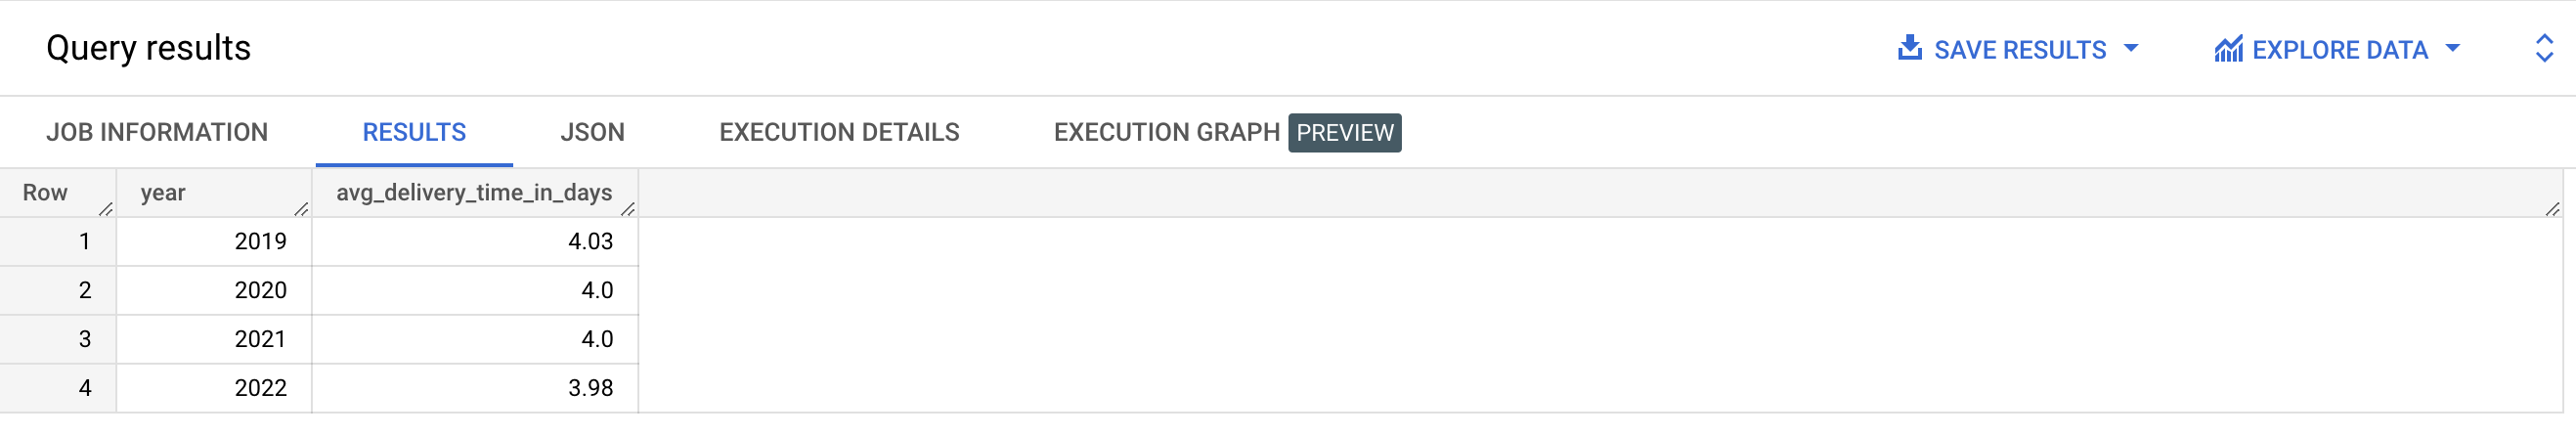 Query results
SAVE RESULTS
EXPLORE DATA
JOB INFORMATION RESULTS JSON EXECUTION DETAILS EXECUTION GRAPH PREVIEW
Row year avg_delivery_time_in_days
1 2019 4.03
2 2020 4.0
3 2021 4.0
4 2022 3.98